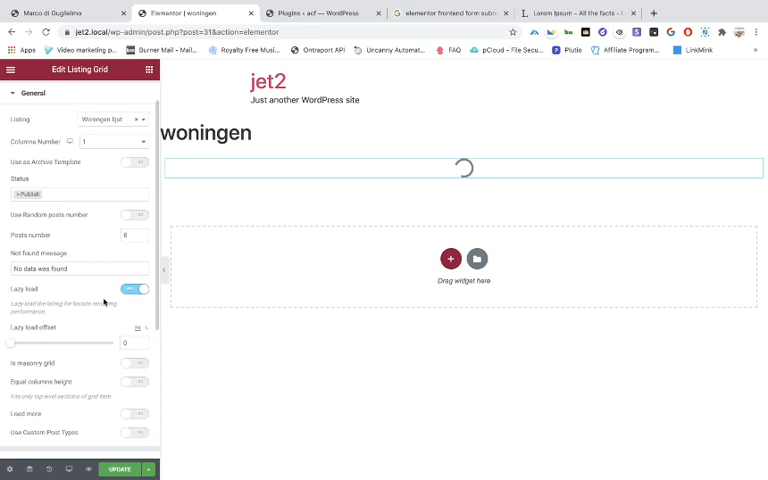 Marco di Guglielmo
Elementor | woningen
Plugins ‹ acf — WordPress
elementor frontend form subm
Lorem Ipsum - All the facts - L
jet2.local/wp-admin/post.php?post=31&action=elementor
Apps
Video marketing p...
Burner Mail – Mail...
Royalty Free Musi...
Ontraport API
Uncanny Automat...
FAQ
pCloud - File Secu...
Plutio
Affiliate Program...
LinkMink
Edit Listing Grid
General
Listing
Woningen lijst
Columns Number
1
Use as Archive Template
Status
×Publish
Use Random posts number
Posts number
6
Not found message
No data was found
Lazy load
Lazy load the listing for boosts rendering
performance.
Lazy load offset
PX %
0
Is masonry grid
Equal columns height
Fits only top level sections of grid item
Load more
Use Custom Post Types
UPDATE
jet2
Just another WordPress site
woningen
Drag widget here